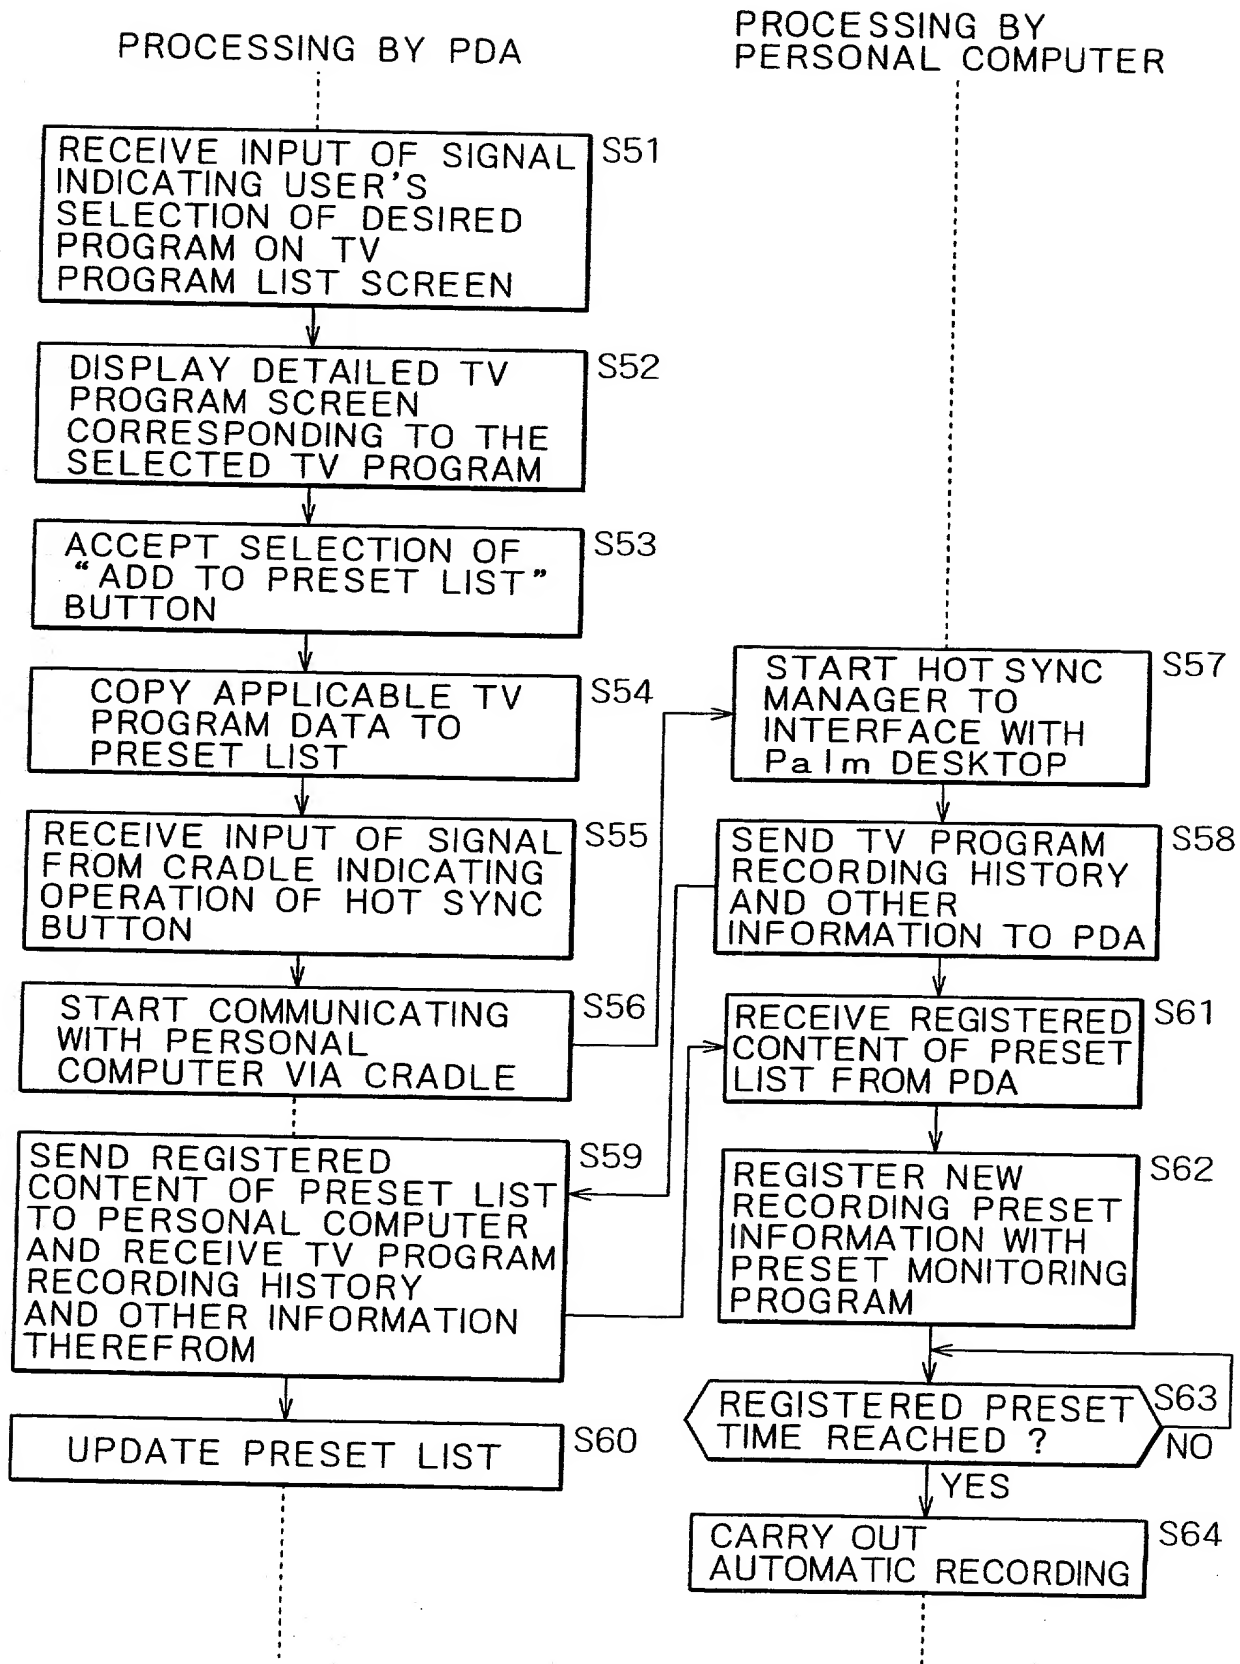 PROCESSING BY PDA
PROCESSING BY
PERSONAL COMPUTER
RECEIVE INPUT OF SIGNAL
INDICATING USER'S
SELECTION OF DESIRED
PROGRAM ON TV
PROGRAM LIST SCREEN
S51
DISPLAY DETAILED TV
PROGRAM SCREEN
CORRESPONDING TO THE
SELECTED TV PROGRAM
S52
ACCEPT SELECTION OF
“ADD TO PRESET LIST”
BUTTON
S53
COPY APPLICABLE TV
PROGRAM DATA TO
PRESET LIST
S54
RECEIVE INPUT OF SIGNAL
FROM CRADLE INDICATING
OPERATION OF HOT SYNC
BUTTON
S55
START COMMUNICATING
WITH PERSONAL
COMPUTER VIA CRADLE
S56
SEND REGISTERED
CONTENT OF PRESET LIST
TO PERSONAL COMPUTER
AND RECEIVE TV PROGRAM
RECORDING HISTORY
AND OTHER INFORMATION
THEREFROM
S59
UPDATE PRESET LIST
S60
START HOT SYNC
MANAGER TO
INTERFACE WITH
Palm DESKTOP
S57
SEND TV PROGRAM
RECORDING HISTORY
AND OTHER
INFORMATION TO PDA
S58
RECEIVE REGISTERED
CONTENT OF PRESET
LIST FROM PDA
S61
REGISTER NEW
RECORDING PRESET
INFORMATION WITH
PRESET MONITORING
PROGRAM
S62
REGISTERED PRESET
TIME REACHED ?
S63
NO
YES
CARRY OUT
AUTOMATIC RECORDING
S64